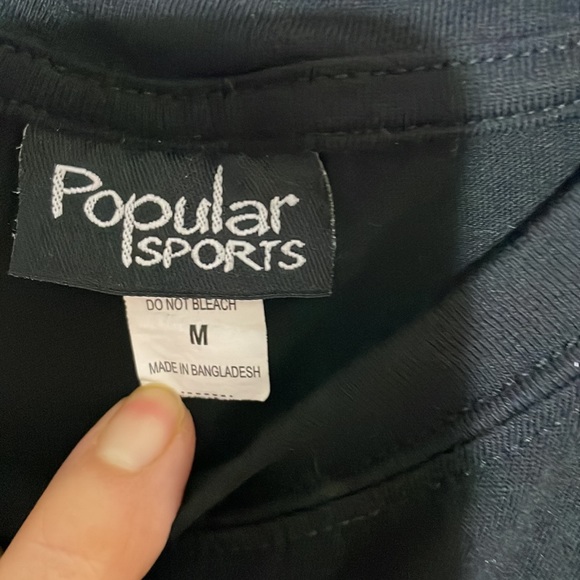 Popular
SPORTS
DO NOT BLEACH
M
MADE IN BANGLADESH